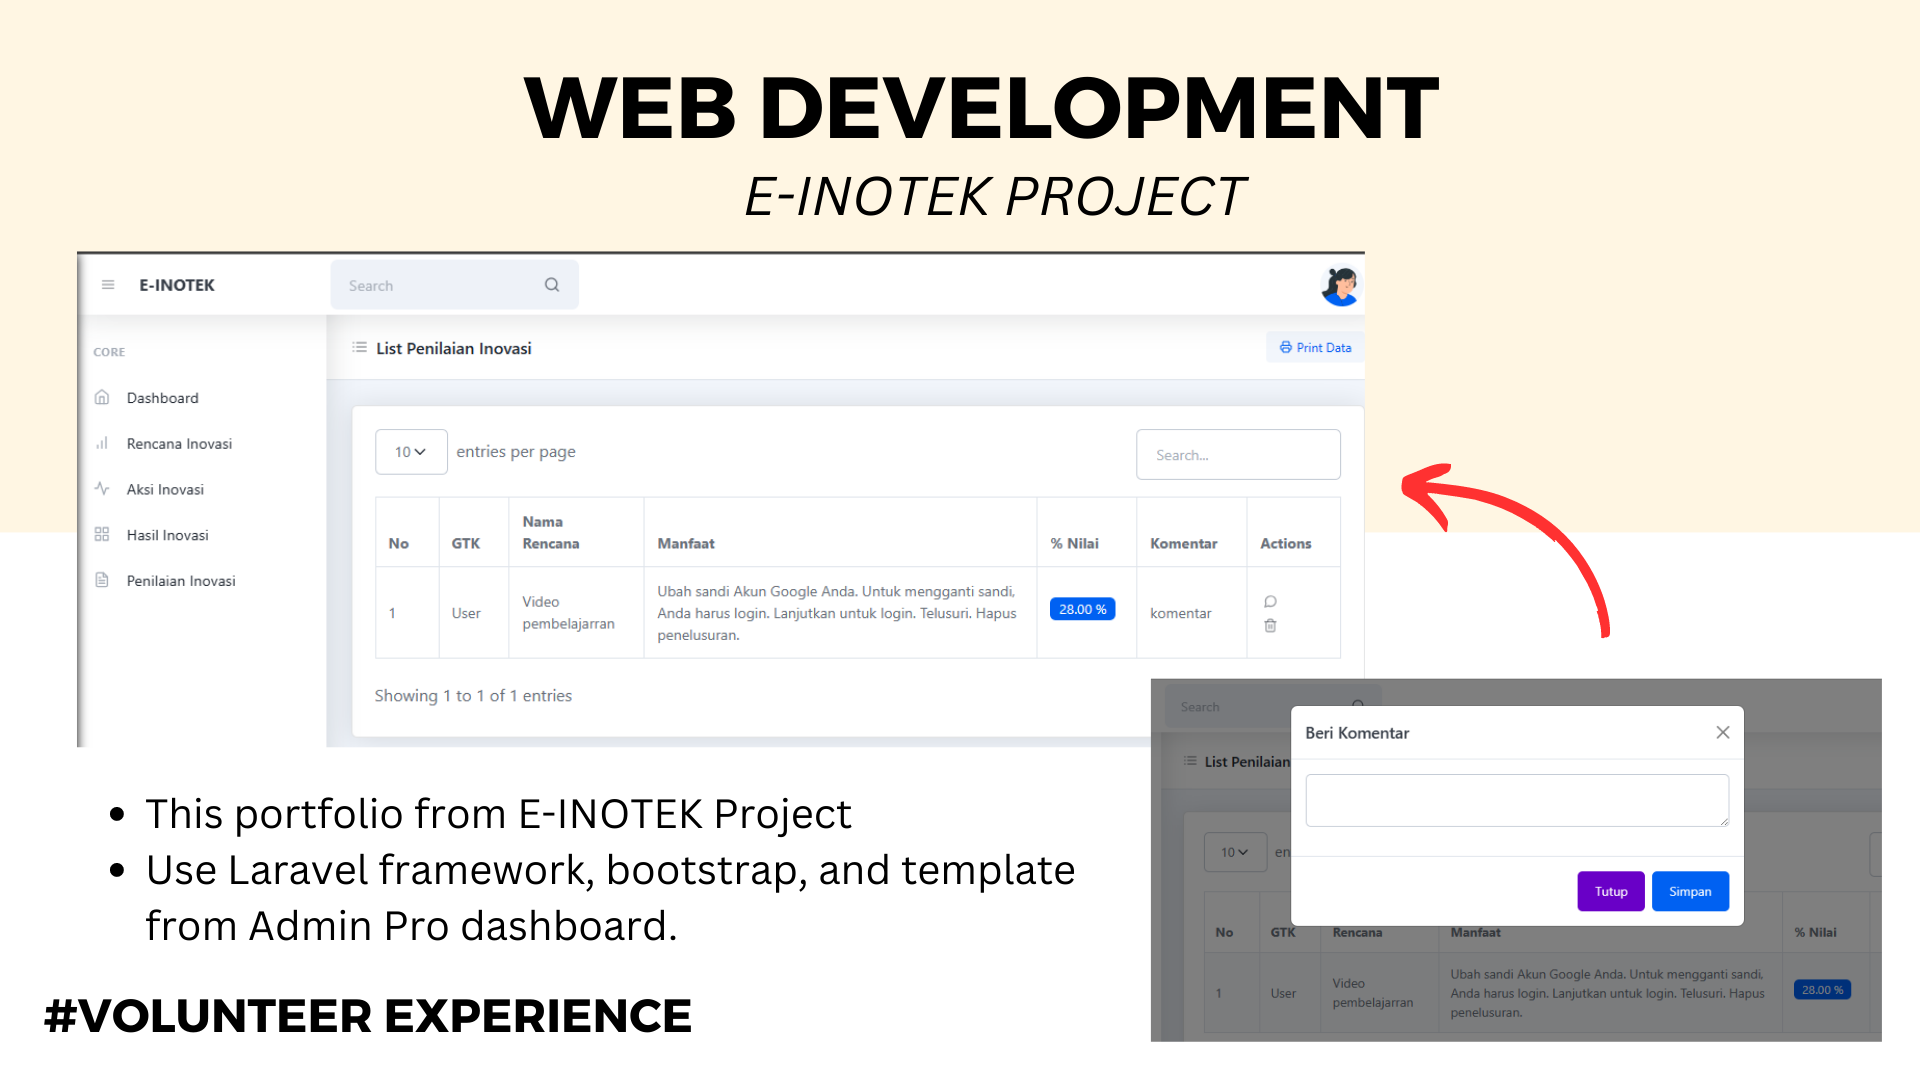 WEB DEVELOPMENT
E-INOTEK PROJECT
E-INOTEK
Search
CORE
Dashboard
Rencana Inovasi
Aksi Inovasi
Hasil Inovasi
Penilaian Inovasi
List Penilaian Inovasi
Print Data
10 entries per page
Search...
No GTK Nama Rencana Manfaat % Nilai Komentar Actions
1 User Video pembelajarran
Ubah sandi Akun Google Anda. Untuk mengganti sandi,
Anda harus login. Lanjutkan untuk login. Telusuri. Hapus
penelusuran.
28.00 % komentar
Showing 1 to 1 of 1 entries
Search
List Penilaian
Beri Komentar
10 en
Tutup Simpan
No GTK Rencana Manfaat % Nilai
1 User Video pembelajarran
Ubah sandi Akun Google Anda. Untuk mengganti sandi,
Anda harus login. Lanjutkan untuk login. Telusuri. Hapus
penelusuran.
28.00 %
• This portfolio from E-INOTEK Project
• Use Laravel framework, bootstrap, and template
from Admin Pro dashboard.
#VOLUNTEER EXPERIENCE